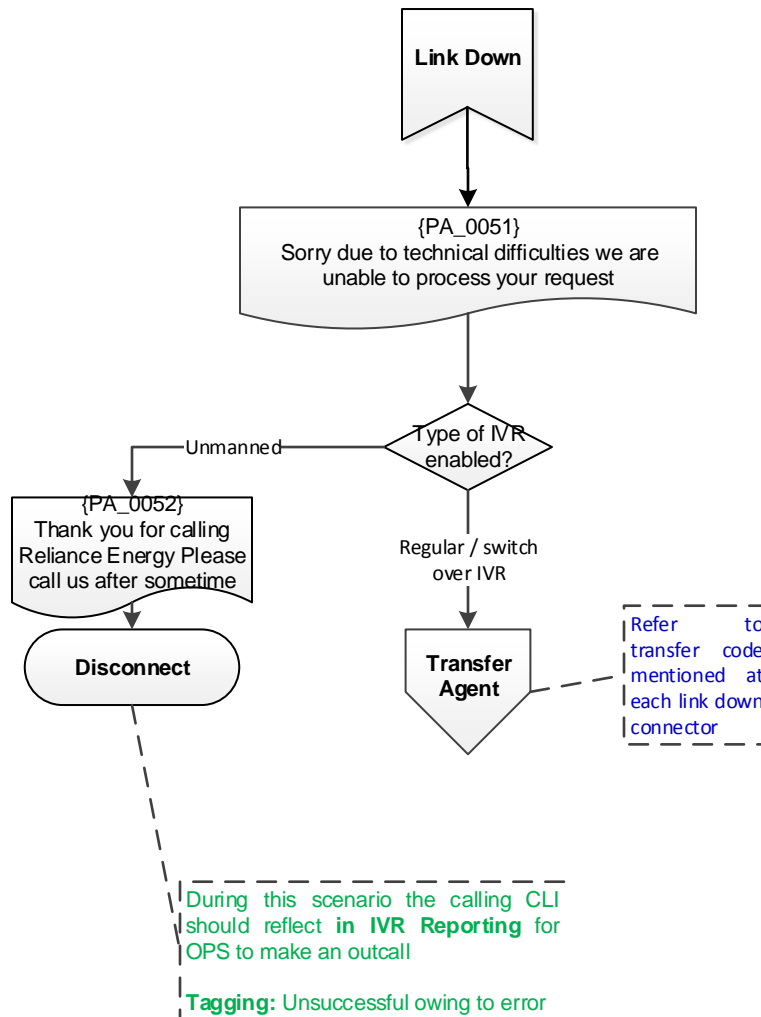 Link Down
{PA_0051}
Sorry due to technical difficulties we are
unable to process your request
Type of IVR
enabled?
Unmanned
{PA_0052}
Thank you for calling
Reliance Energy Please
call us after sometime
Regular / switch
over IVR
Disconnect
Transfer
Agent
Refer to
transfer code
mentioned at
each link down
connector
During this scenario the calling CLI
should reflect in IVR Reporting for
OPS to make an outcall
Tagging: Unsuccessful owing to error